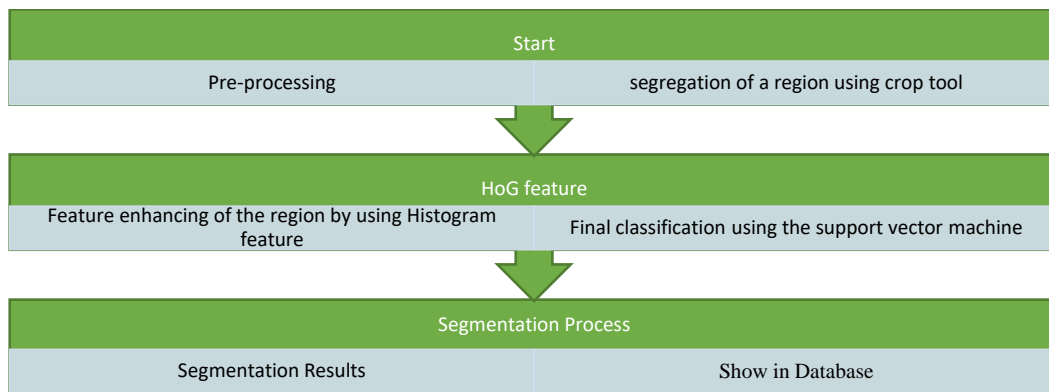 Start
Pre-processing
segregation of a region using crop tool
HoG feature
Feature enhancing of the region by using Histogram
feature
Final classification using the support vector machine
Segmentation Process
Segmentation Results
Show in Database